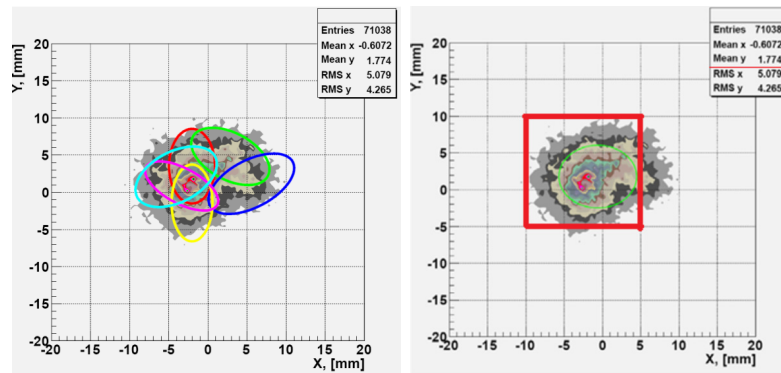 Entries 71038
Mean x -0.6072
Mean y 1.774
RMS x 5.079
RMS y 4.265
Y, [mm]
20
15
10
5
0
-5
-10
-15
-20
-20 -15 -10 -5 0 5 10 15 20
X, [mm]
Entries 71038
Mean x -0.6072
Mean y 1.774
RMS x 5.079
RMS y 4.265
Y, [mm]
20
15
10
5
0
-5
-10
-15
-20
-20 -15 -10 -5 0 5 10 15 20
X, [mm]